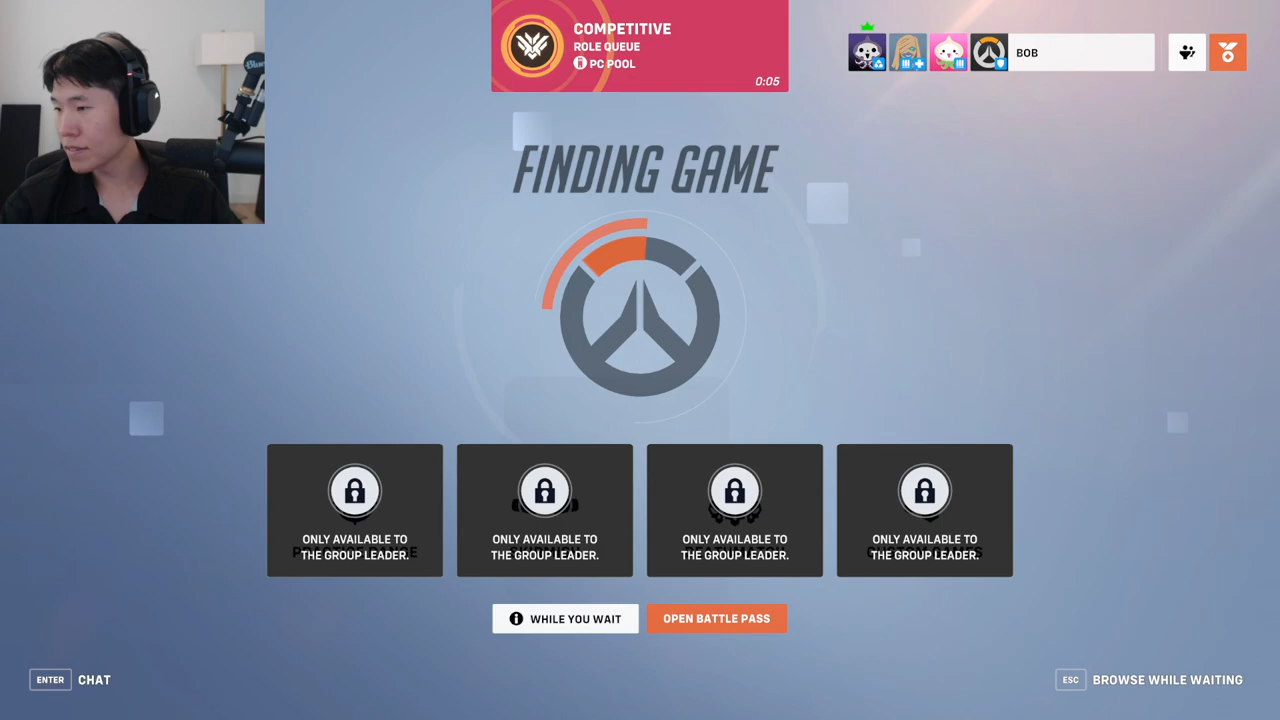 COMPETITIVE
ROLE QUEUE
PC POOL
0:05
BOB
FINDING GAME
ONLY AVAILABLE TO
THE GROUP LEADER.
ONLY AVAILABLE TO
THE GROUP LEADER.
ONLY AVAILABLE TO
THE GROUP LEADER.
ONLY AVAILABLE TO
THE GROUP LEADER.
WHILE YOU WAIT
OPEN BATTLE PASS
ENTER CHAT
ESC BROWSE WHILE WAITING